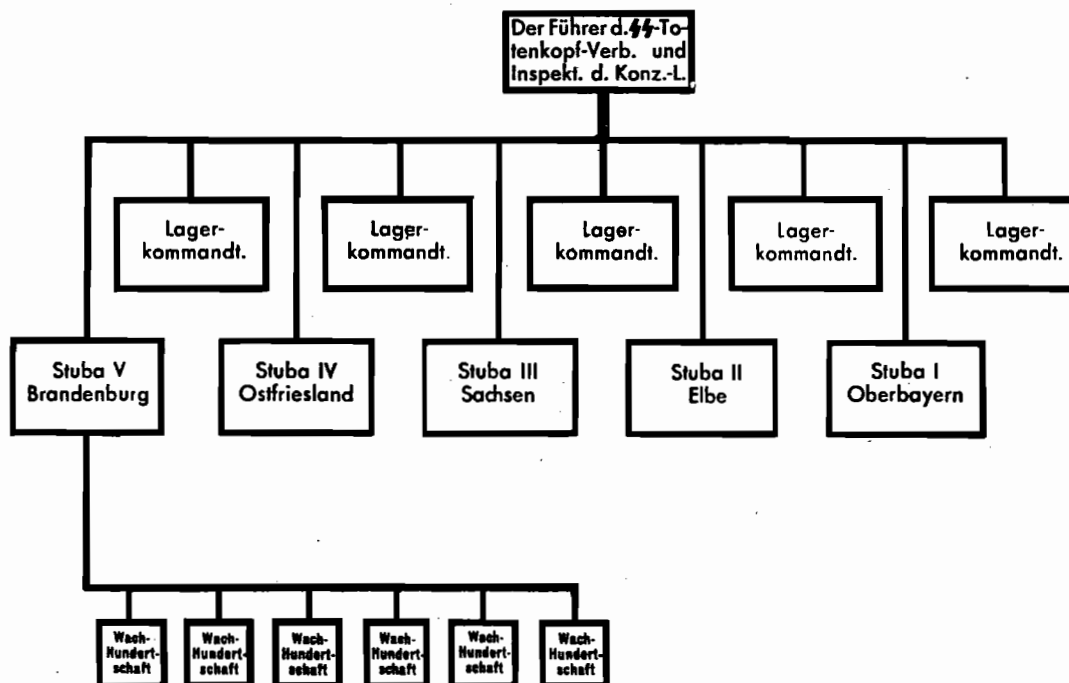 Der Führer d.SS-To-
tenkopf-Verb. und
Inspekt. d. Konz.-L.
Lager-
kommandt.
Lager-
kommandt.
Lager-
kommandt.
Lager-
kommandt.
Lager-
kommandt.
Stuba V
Brandenburg
Stuba IV
Ostfriesland
Stuba III
Sachsen
Stuba II
Elbe
Stuba I
Oberbayern
Wach-
Hundert-
schaft
Wach-
Hundert-
schaft
Wach-
Hundert-
schaft
Wach-
Hundert-
schaft
Wach-
Hundert-
schaft
Wach-
Hundert-
schaft